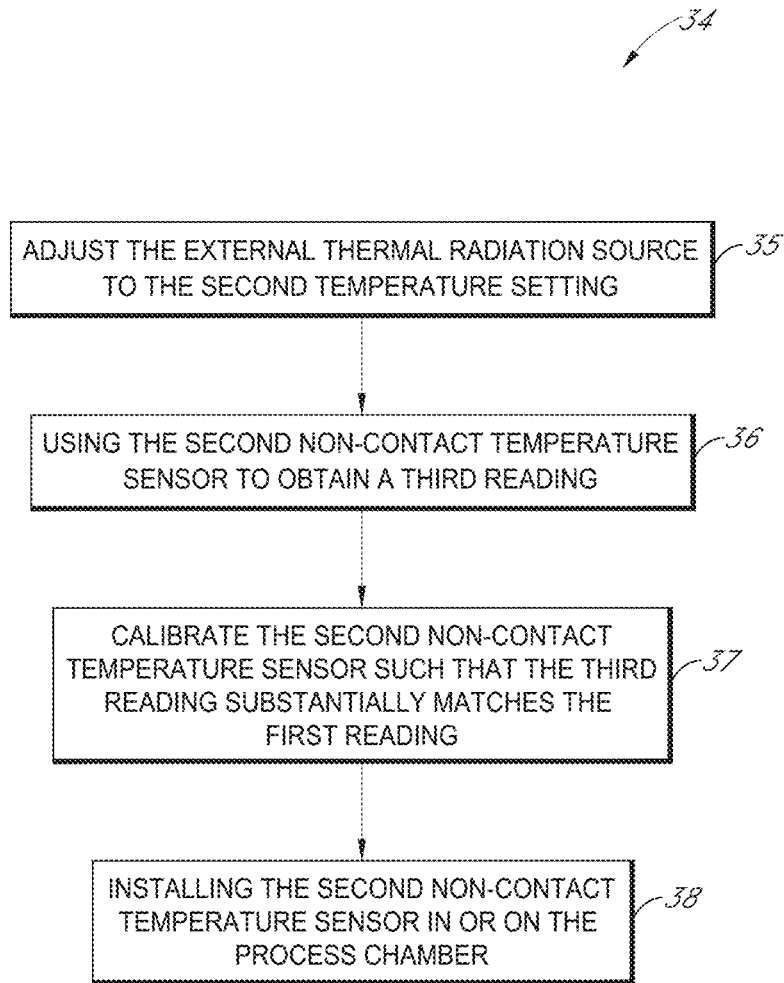 34
ADJUST THE EXTERNAL THERMAL RADIATION SOURCE
TO THE SECOND TEMPERATURE SETTING
35
USING THE SECOND NON-CONTACT TEMPERATURE
SENSOR TO OBTAIN A THIRD READING
36
CALIBRATE THE SECOND NON-CONTACT
TEMPERATURE SENSOR SUCH THAT THE THIRD
READING SUBSTANTIALLY MATCHES THE
FIRST READING
37
INSTALLING THE SECOND NON-CONTACT
TEMPERATURE SENSOR IN OR ON THE
PROCESS CHAMBER
38